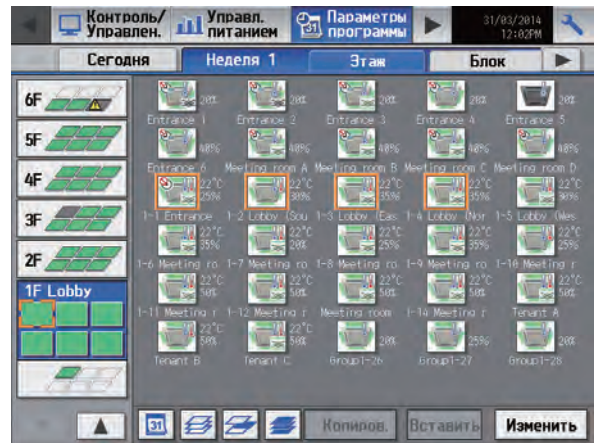 Контроль/
Управлен.
Управл.
питанием
31
Параметры
программы
31/03/2014
12:02PM
Сегодня
Неделя 1
Этаж
Блок
6F
5F
4F
3F
2F
1F Lobby
20% 20% 20% 20% 20%
Entrance 1 Entrance 2 Entrance 3 Entrance 4 Entrance 5
40% 40% 40% 40% 40%
Entrance 6 Meeting room A Meeting room B Meeting room C Meeting room D
22°C 22°C 22°C 22°C 22°C
25% 30% 35% 35%
1-1 Entrance 1-2 Lobby (Sou 1-3 Lobby (Eas 1-4 Lobby (Nor 1-5 Lobby (Wes
22°C 22°C 22°C 22°C 22°C
35% 20% 35% 25% 25%
1-6 Meeting ro 1-7 Meeting ro 1-8 Meeting ro 1-9 Meeting ro 1-10 Meeting r
22°C 22°C 22°C 22°C 22°C
50% 50% 50% 50% 50%
1-11 Meeting r 1-12 Meeting r Meeting room 1-14 Meeting r Tenant A
22°C 22°C
50% 50% 20% 25% 20%
Tenant B Tenant C Group1-26 Group1-27 Group1-28
31
Копиров.
Вставить
Изменить